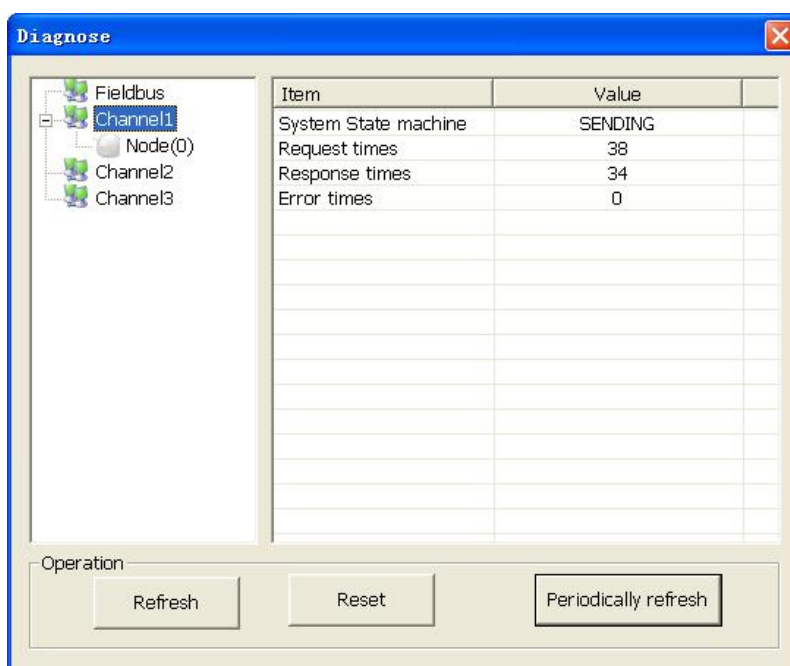 Diagnose
Fieldbus
Channel1
Node(0)
Channel2
Channel3
Item Value
System State machine SENDING
Request times 38
Response times 34
Error times 0
Operation
Refresh Reset Periodically refresh